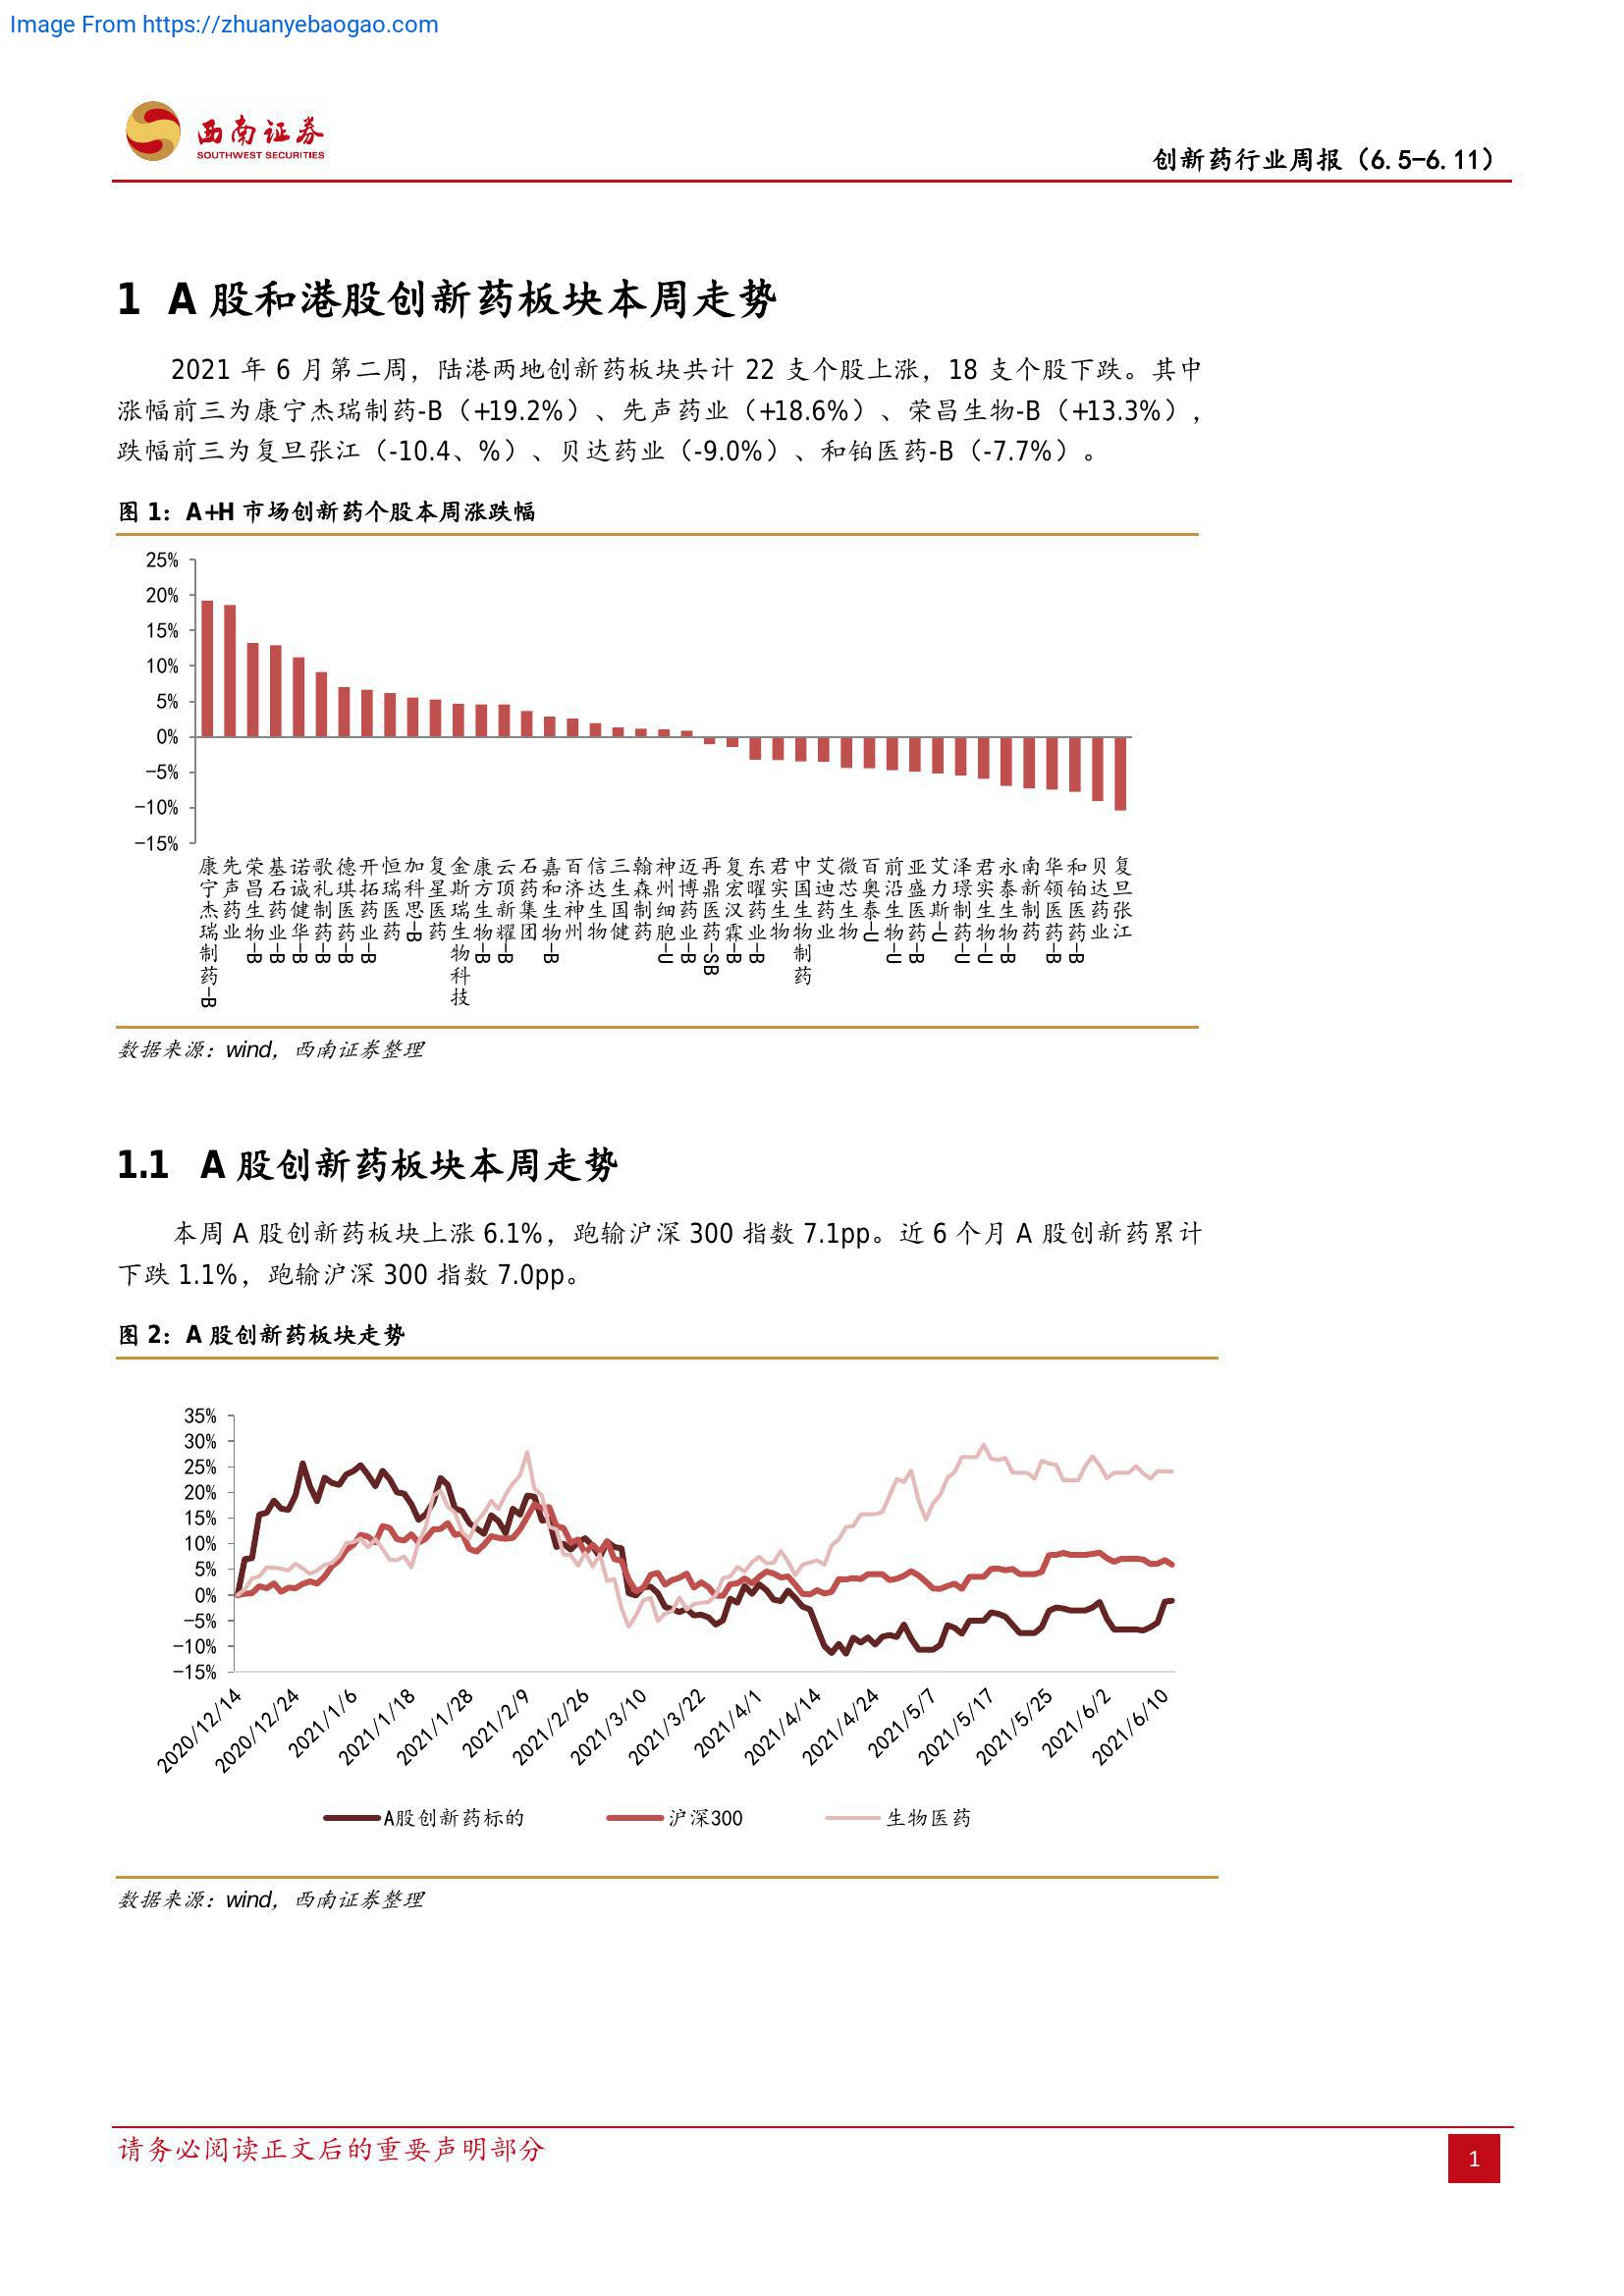 Image From https://zhuanyebaogao.com
西南证券
SOUTHWEST SECURITIES
创新药行业周报（6.5-6.11）
1 A 股和港股创新药板块本周走势
2021 年 6 月第二周，陆港两地创新药板块共计 22 支个股上涨，18 支个股下跌。其中
涨幅前三为康宁杰瑞制药-B（+19.2%）、先声药业（+18.6%）、荣昌生物-B（+13.3%），
跌幅前三为复旦张江（-10.4、%）、贝达药业（-9.0%）、和铂医药-B（-7.7%）。
图 1：A+H 市场创新药个股本周涨跌幅
25%
20%
15%
10%
5%
0%
-5%
-10%
-15%
康宁杰瑞制药-B
先声药业
荣昌生物-B
基石药业-B
诺诚健华-B
歌礼制药-B
德琪医药-B
开拓药业-B
恒瑞医药
加科思-B
复星医药
金斯瑞生物科技
康方生物-B
云顶新耀-B
石药集团
嘉和生物-B
百济神州
信达生物
三生国健
翰森制药
神州细胞-U
迈博药业-B
再鼎医药-SB
复宏汉霖-B
东曜药业-B
君实生物
中国生物制药
艾迪药业
微芯生物
百奥泰-U
前沿生物-U
亚盛医药-B
艾力斯-U
泽璟制药-U
君实生物-U
永泰生物-B
南新制药
华领医药-B
和铂医药-B
贝达药业
复旦张江
数据来源：wind，西南证券整理
1.1 A 股创新药板块本周走势
本周 A 股创新药板块上涨 6.1%，跑输沪深 300 指数 7.1pp。近 6 个月 A 股创新药累计
下跌 1.1%，跑输沪深 300 指数 7.0pp。
图 2：A 股创新药板块走势
35%
30%
25%
20%
15%
10%
5%
0%
-5%
-10%
-15%
2020/12/14
2020/12/24
2021/1/6
2021/1/18
2021/1/28
2021/2/9
2021/2/26
2021/3/10
2021/3/22
2021/4/1
2021/4/14
2021/4/24
2021/5/7
2021/5/17
2021/5/25
2021/6/2
2021/6/10
A股创新药标的
沪深300
生物医药
数据来源：wind，西南证券整理
请务必阅读正文后的重要声明部分
1